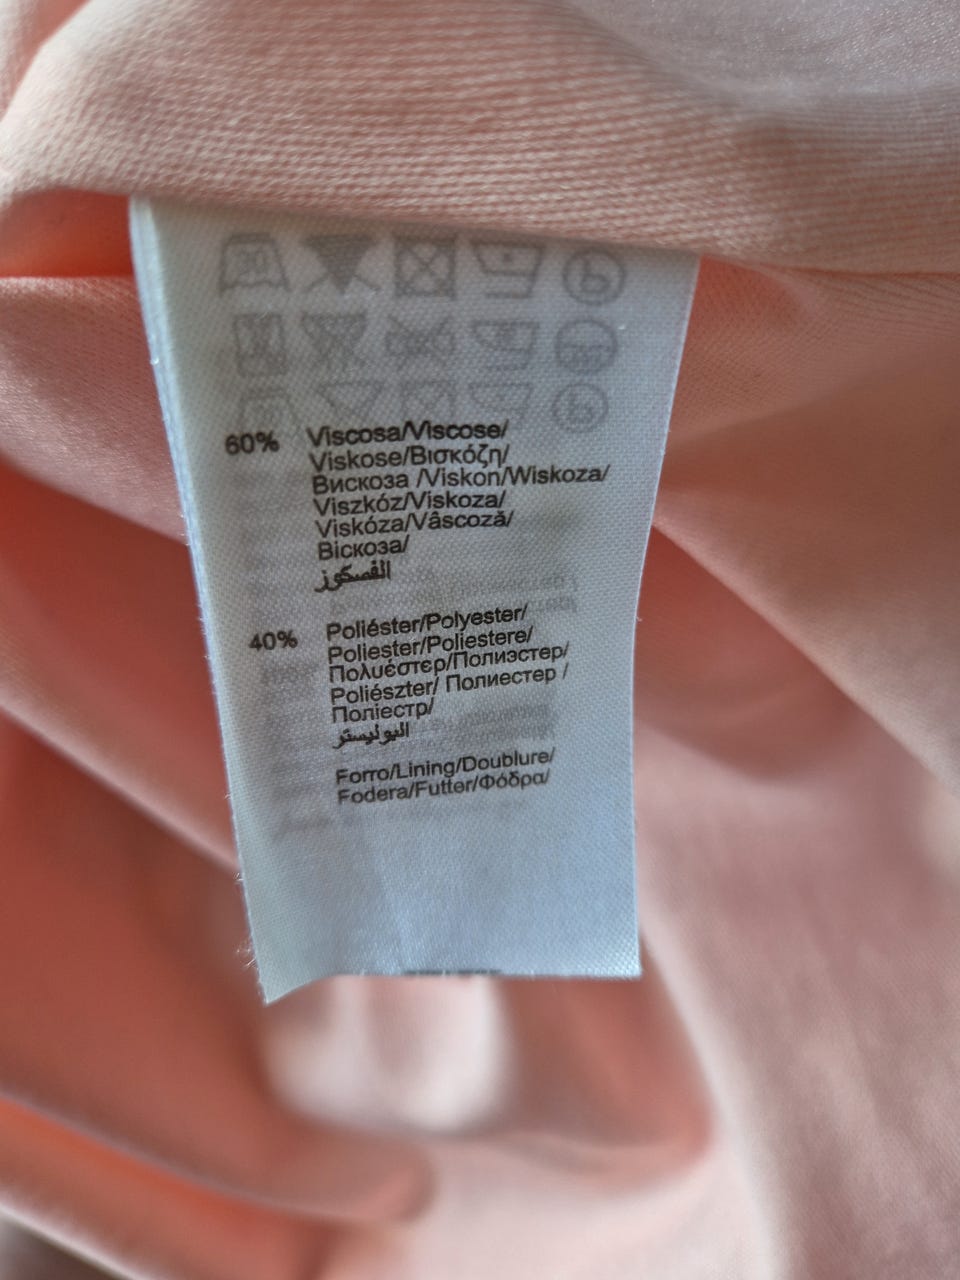 60% Viscosa/Viscose/
Viskose/Βισκόζη/
Вискоза /Viskon/Wiskoza/
Viszkóz/Viskoza/
Viskóza/Vâscoză/
Віскоза/
الفسكوز
40% Poliéster/Polyester/
Poliester/Poliestere/
Πολυέστερ/Полиэстер/
Poliészter/ Полиестер /
Поліестр/
البوليستر
Forro/Lining/Doublure/
Fodera/Futter/Φόδρα/